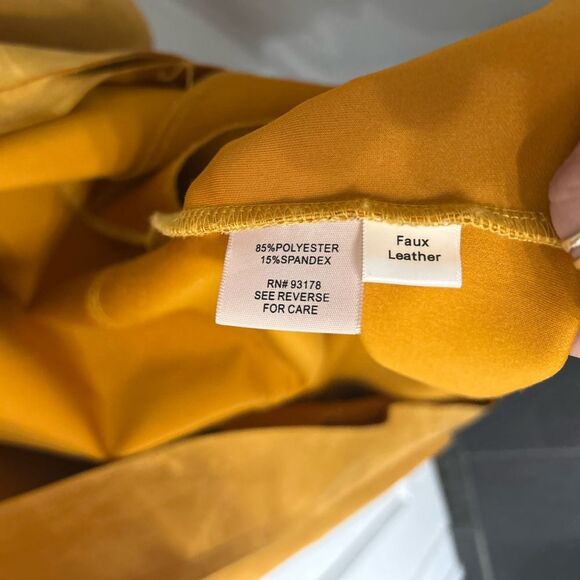 85%POLYESTER
15%SPANDEX
RN# 93178
SEE REVERSE
FOR CARE
Faux
Leather